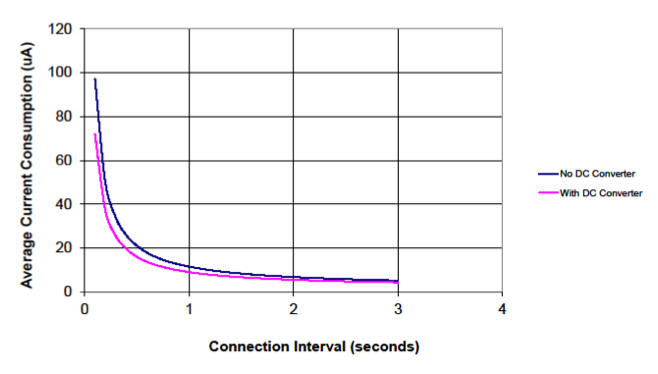 Average Current Consumption (uA)
120
100
80
60
40
20
0
0 1 2 3 4
Connection Interval (seconds)
No DC Converter
With DC Converter